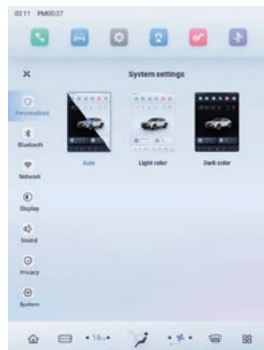 System settings
Personalized
Auto
Light color
Dark color
Bluetooth
Network
Display
Sound
Privacy
System